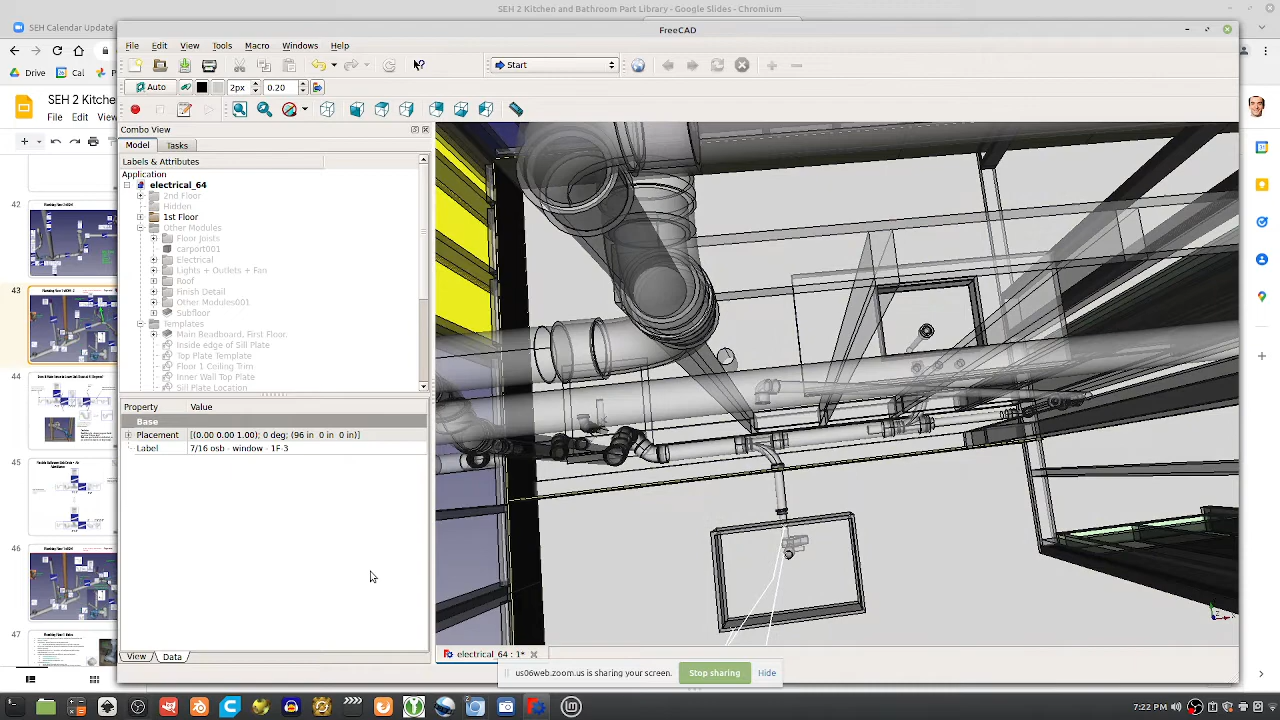 SEH 2 Kitchen and Bathroom Part Library - Google Slides - Chromium
SEH Calendar Update
FreeCAD
File Edit View Tools Macro Windows Help
Start
Drive
Cal
Auto
2px
0.20
SEH 2 Kitch
File Edit View
Combo View
Model Tasks
Labels & Attributes
Application
electrical_64
2nd Floor
Hidden
1st Floor
Other Modules
Floor Joists
carport001
Electrical
Lights + Outlets + Fan
Roof
Finish Detail
Other Modules001
Subfloor
Templates
Main Beadboard, First Floor.
Inside edge of Sill Plate
Top Plate Template
Floor 1 Ceiling Trim
Inner Wall Top Plate
Sill Plate Location
42
43
44
45
46
47
Property Value
Base
Placement [(0.00 0.00 1.00); 0 deg; (96 in 0 in 0 in)]
Label 7/16 osb - window - 1F-3
View Data
64 : 1*
us06web.zoom.us is sharing your screen. Stop sharing Hide
7:22 PM